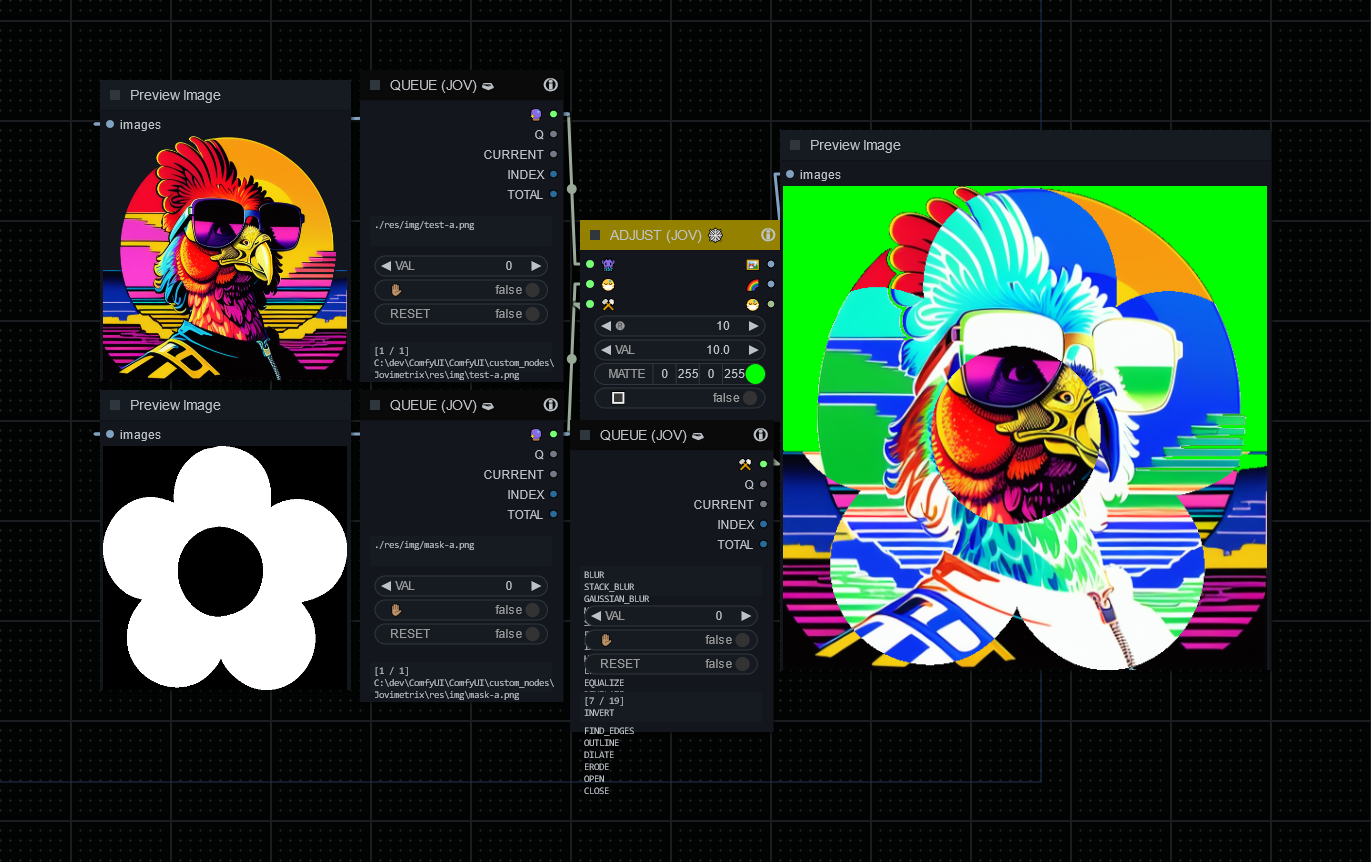 Preview Image
images
QUEUE (JOV)
Q
CURRENT
INDEX
TOTAL
./res/img/test-a.png
VAL 0
false
RESET false
[1 / 1]
C:\dev\ComfyUI\ComfyUI\custom_nodes\
Jovimetrix\res\img\test-a.png
Preview Image
images
QUEUE (JOV)
Q
CURRENT
INDEX
TOTAL
./res/img/mask-a.png
VAL 0
false
RESET false
[1 / 1]
C:\dev\ComfyUI\ComfyUI\custom_nodes\
Jovimetrix\res\img\mask-a.png
ADJUST (JOV)
10
VAL 10.0
MATTE 0 255 0 255
false
QUEUE (JOV)
Q
CURRENT
INDEX
TOTAL
BLUR
STACK_BLUR
GAUSSIAN_BLUR
VAL 0
false
RESET false
EQUALIZE
[7 / 19]
INVERT
FIND_EDGES
OUTLINE
DILATE
ERODE
OPEN
CLOSE
Preview Image
images